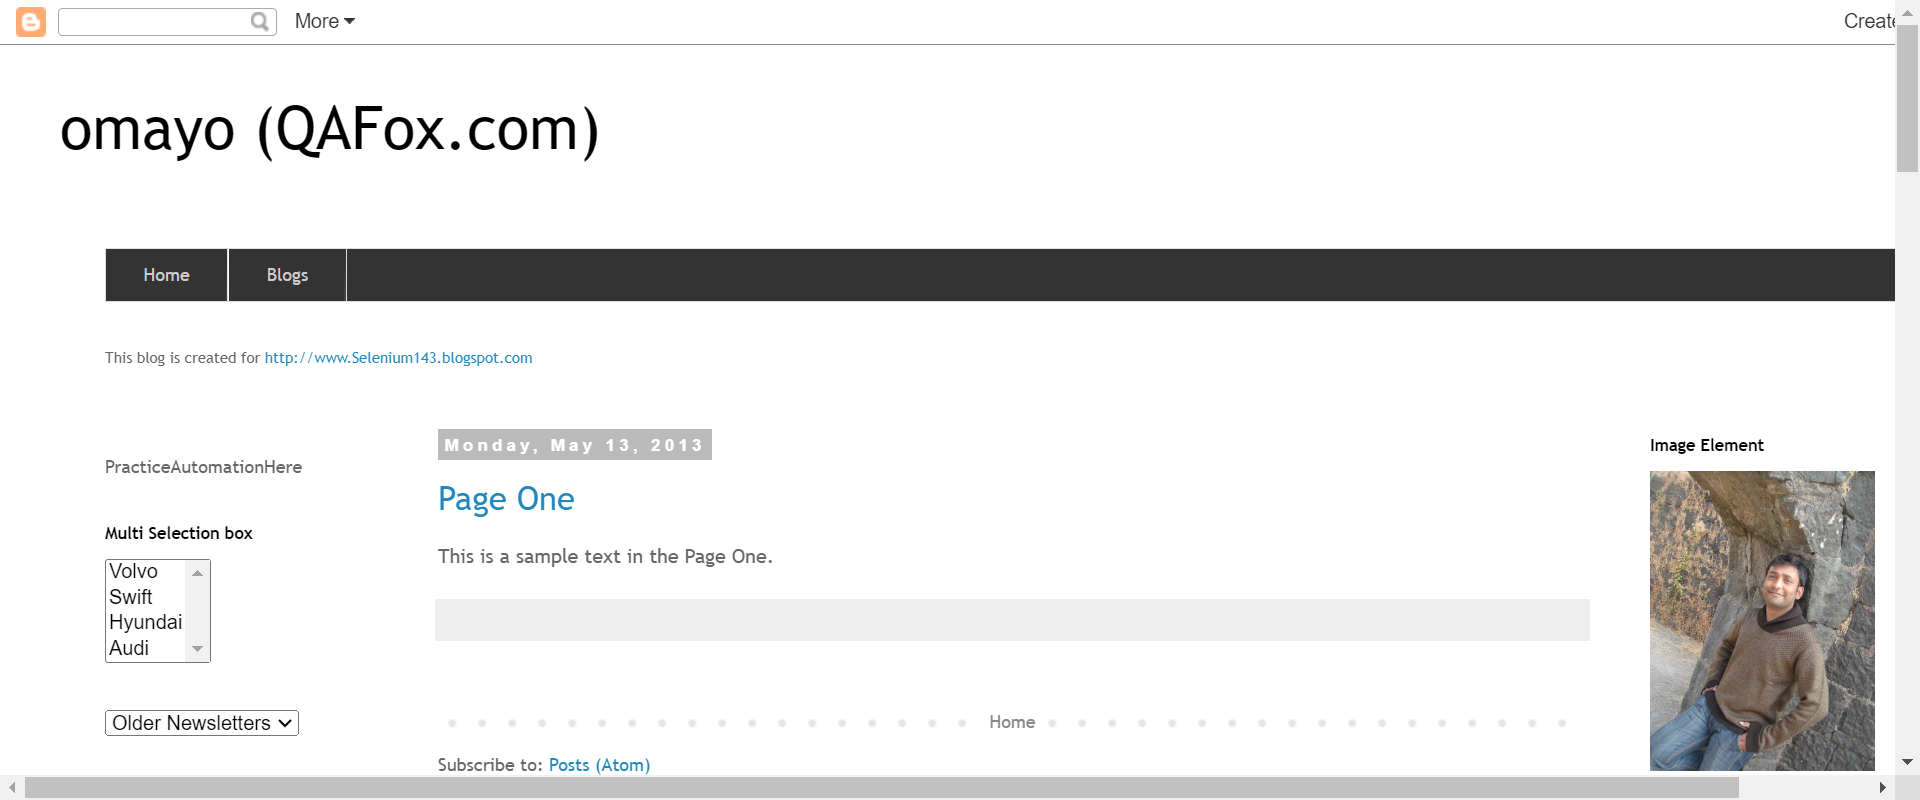 More
Create
omayo (QAFox.com)
Home
Blogs
This blog is created for http://www.Selenium143.blogspot.com
PracticeAutomationHere
Multi Selection box
Volvo
Swift
Hyundai
Audi
Older Newsletters
Monday, May 13, 2013
Page One
This is a sample text in the Page One.
Home
Subscribe to: Posts (Atom)
Image Element